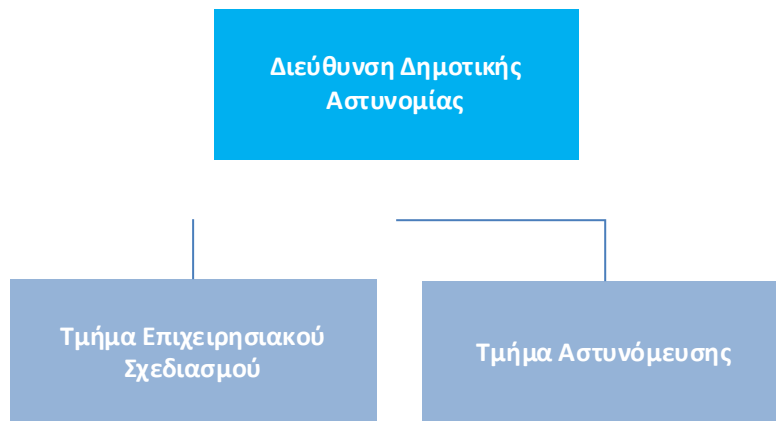 Διεύθυνση Δημοτικής
Αστυνομίας
Τμήμα Επιχειρησιακού
Σχεδιασμού
Τμήμα Αστυνόμευσης